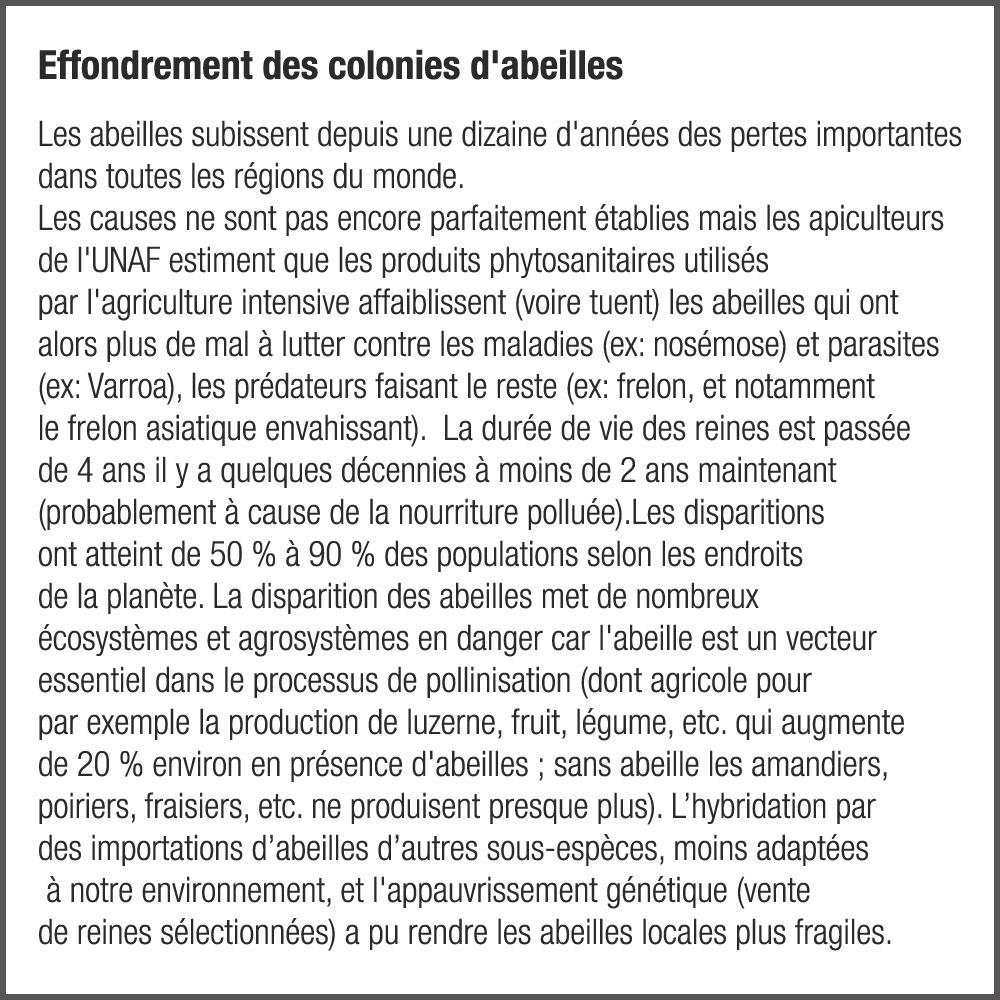 Effondrement des colonies d'abeilles
Les abeilles subissent depuis une dizaine d'années des pertes importantes
dans toutes les régions du monde.
Les causes ne sont pas encore parfaitement établies mais les apiculteurs
de l'UNAF estiment que les produits phytosanitaires utilisés
par l'agriculture intensive affaiblissent (voire tuent) les abeilles qui ont
alors plus de mal à lutter contre les maladies (ex: nosémose) et parasites
(ex: Varroa), les prédateurs faisant le reste (ex: frelon, et notamment
le frelon asiatique envahissant).  La durée de vie des reines est passée
de 4 ans il y a quelques décennies à moins de 2 ans maintenant
(probablement à cause de la nourriture polluée).Les disparitions
ont atteint de 50 % à 90 % des populations selon les endroits
de la planète. La disparition des abeilles met de nombreux
écosystèmes et agrosystèmes en danger car l'abeille est un vecteur
essentiel dans le processus de pollinisation (dont agricole pour
par exemple la production de luzerne, fruit, légume, etc. qui augmente
de 20 % environ en présence d'abeilles ; sans abeille les amandiers,
poiriers, fraisiers, etc. ne produisent presque plus). L’hybridation par
des importations d’abeilles d’autres sous-espèces, moins adaptées
à notre environnement, et l'appauvrissement génétique (vente
de reines sélectionnées) a pu rendre les abeilles locales plus fragiles.